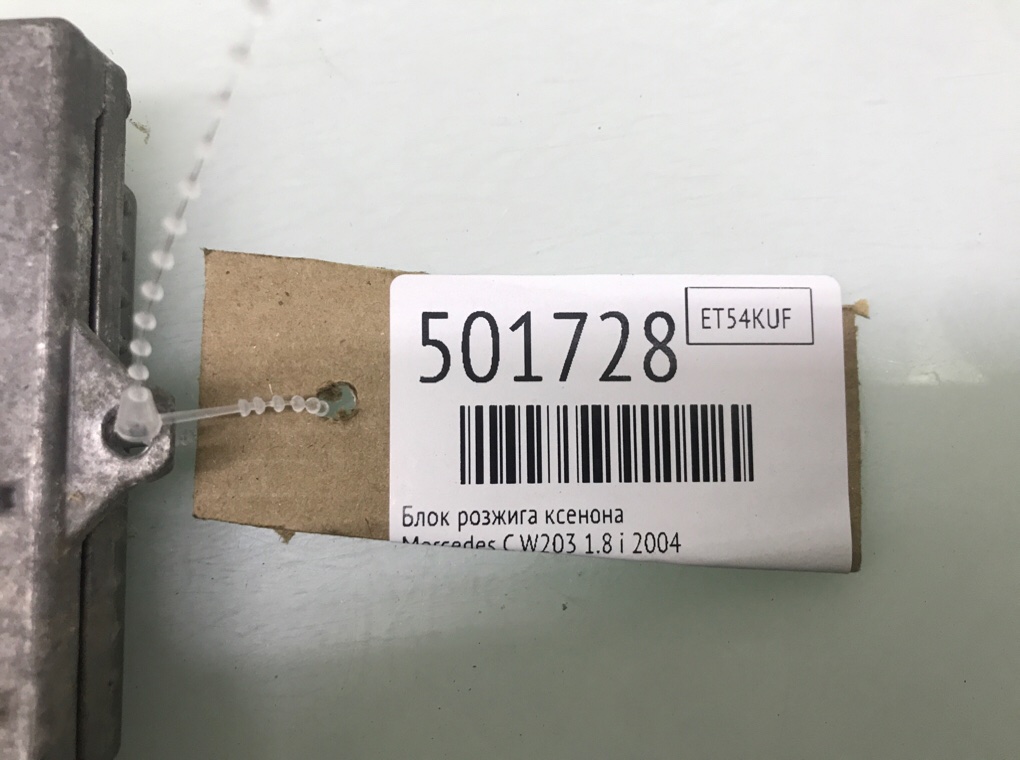 501728
ET54KUF
Блок розжига ксенона
Mercedes C W203 1.8 i 2004